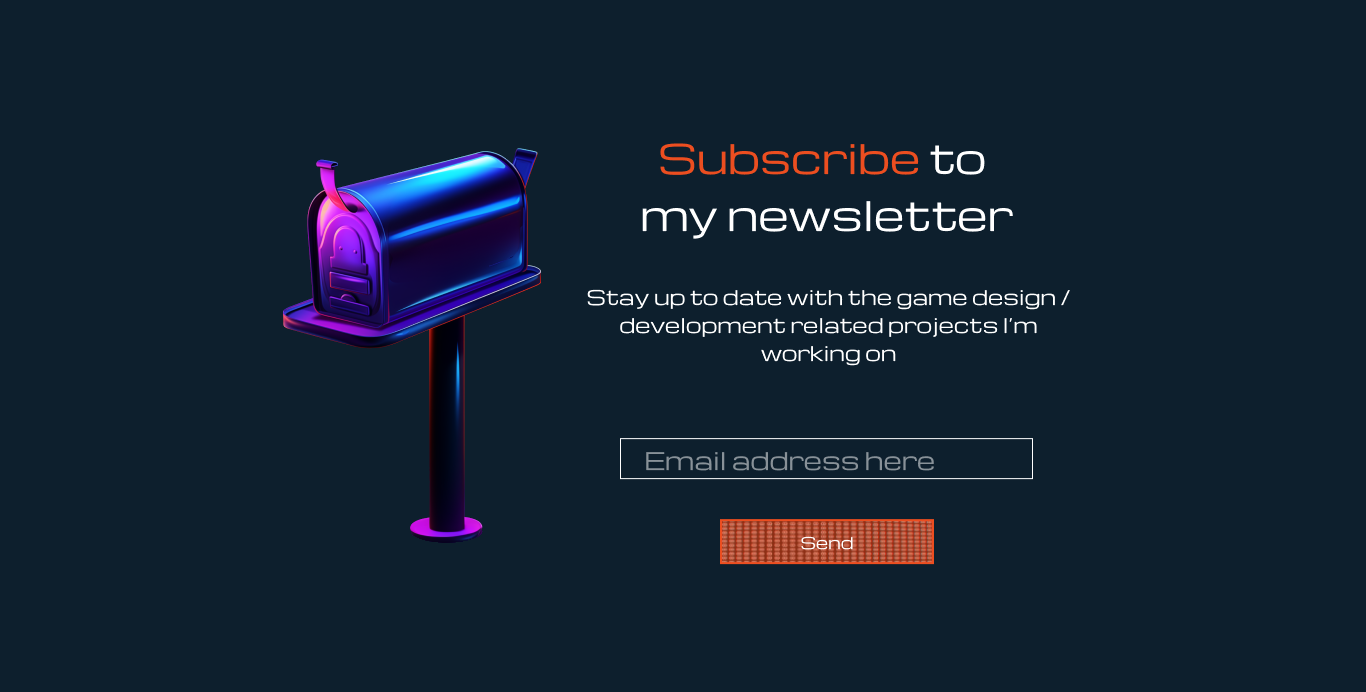 Subscribe to
my newsletter
Stay up to date with the game design /
development related projects I'm
working on
Email address here
Send